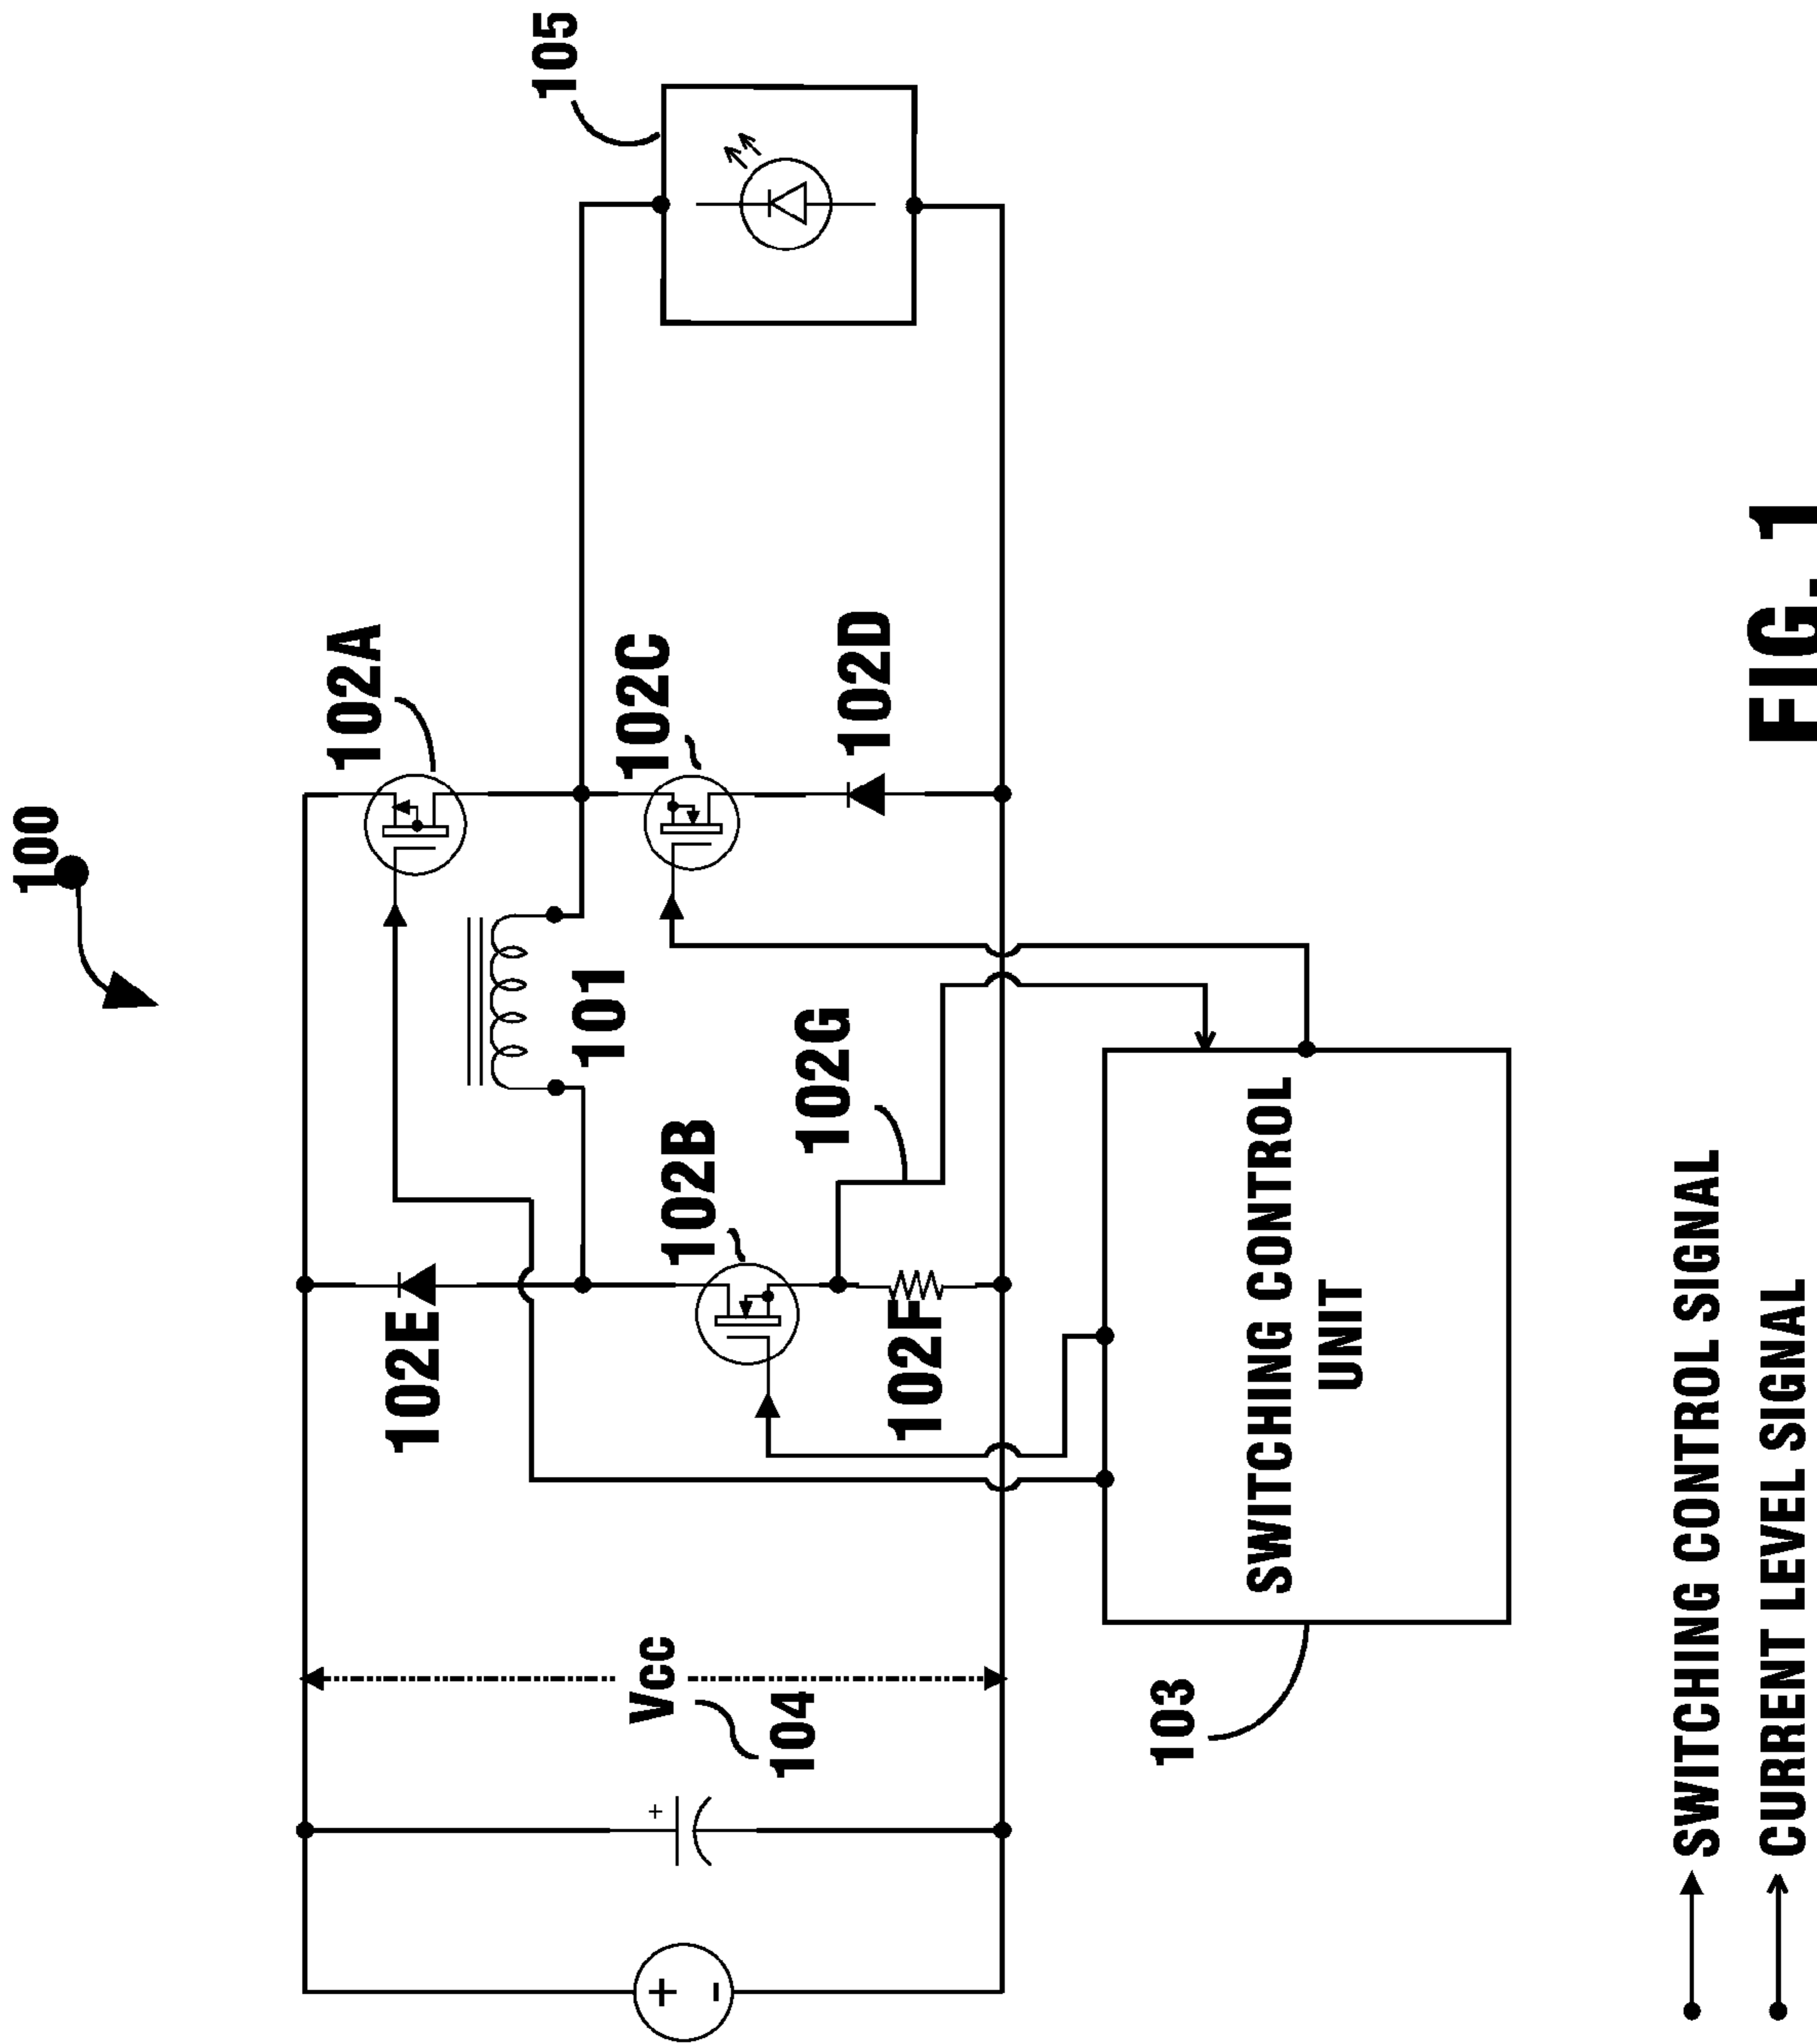 100
102A
105
102E
101
102C
102B
102G
102D
102F
Vcc
104
+
+
-
103
SWITCHING CONTROL
UNIT
SWITCHING CONTROL SIGNAL
CURRENT LEVEL SIGNAL
FIG. 1